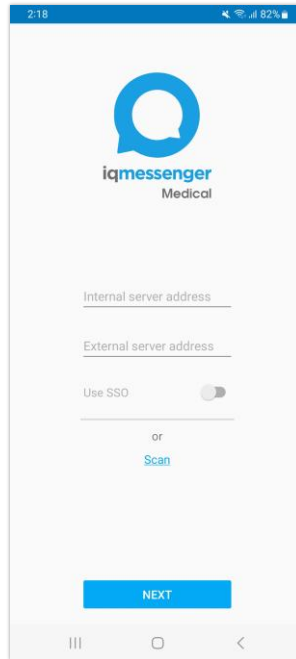 2:18 82%
iqmessenger
Medical
Internal server address
External server address
Use SSO
or
Scan
NEXT